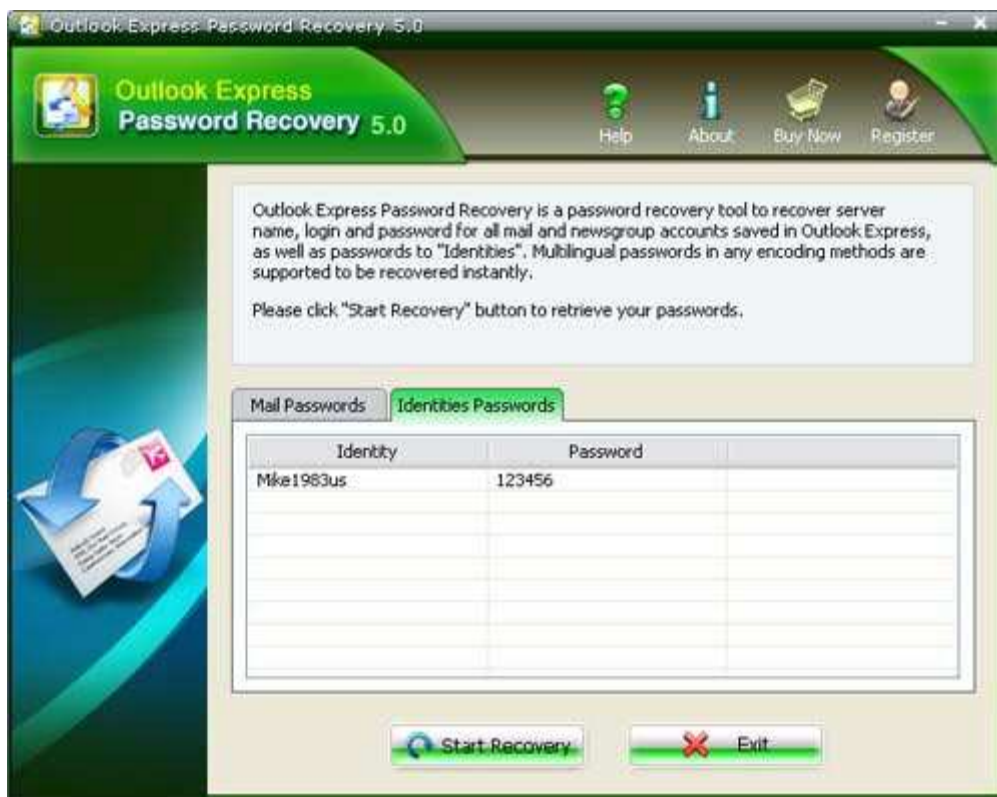 Outlook Express Password Recovery 5.0
Outlook Express
Password Recovery 5.0
Help
About
Buy Now
Register
Outlook Express Password Recovery is a password recovery tool to recover server
name, login and password for all mail and newsgroup accounts saved in Outlook Express,
as well as passwords to "Identities". Multilingual passwords in any encoding methods are
supported to be recovered instantly.
Please click "Start Recovery" button to retrieve your passwords.
Mail Passwords
Identities Passwords
Identity Password
Mike1983us 123456
Start Recovery
Exit